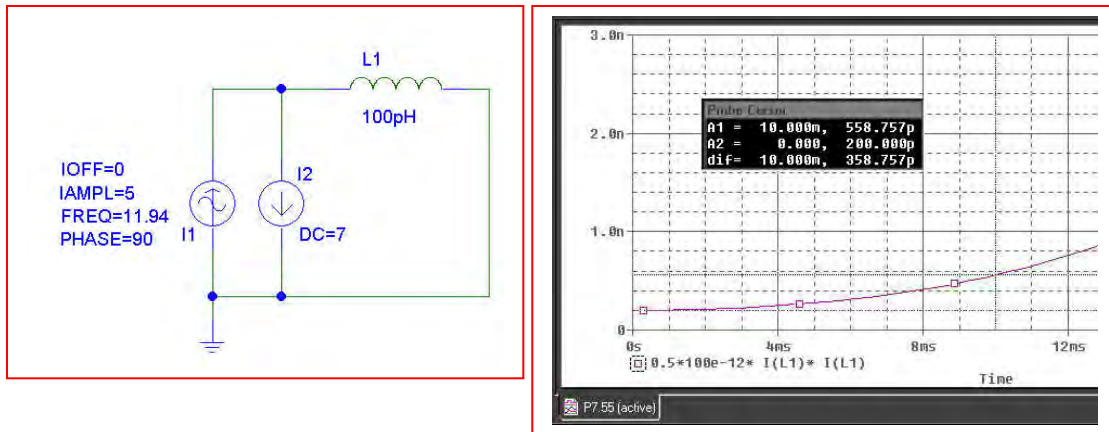 L1
100pH
IOFF=0
IAMPL=5
FREQ=11.94
PHASE=90
I1
I2
DC=7
3.0n
2.0n
1.0n
0
Probe Cursor
A1 = 10.000m, 558.757p
A2 = 0.000, 200.000p
dif= 10.000m, 358.757p
0s 4ms 8ms 12ms
0.5*100e-12* I(L1)* I(L1)
Time
P7.55 (active)